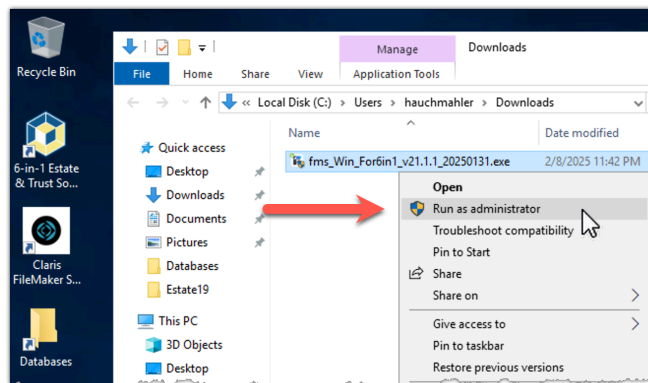 Recycle Bin
6-in-1 Estate
& Trust So...
Claris
FileMaker S...
Databases
Manage
Downloads
File
Home
Share
View
Application Tools
« Local Disk (C:) > Users > hauchmahler > Downloads
Name
Date modified
Quick access
Desktop
Downloads
Documents
Pictures
Databases
Estate19
This PC
3D Objects
Desktop
fms_Win_For6in1_v21.1.1_20250131.exe
2/8/2025 11:42 PM
Open
Run as administrator
Troubleshoot compatibility
Pin to Start
Share
Share on
Give access to
Pin to taskbar
Restore previous versions